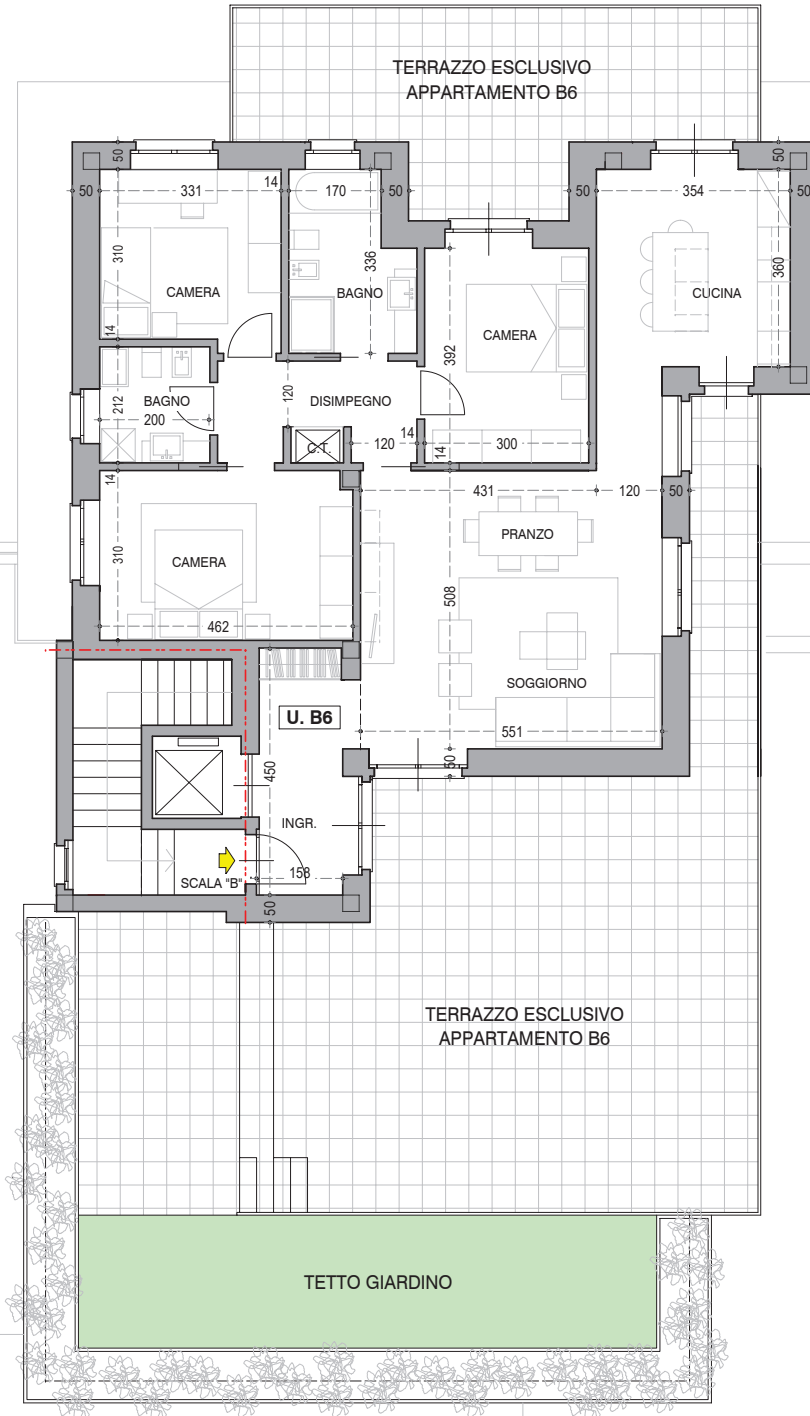 TERRAZZO ESCLUSIVO
APPARTAMENTO B6
50
50
50
331
14
170
50
50
354
50
310
336
360
CAMERA
BAGNO
CAMERA
CUCINA
14
392
212
BAGNO
200
120
DISIMPEGNO
C.T.
120
14
300
14
14
431
120
50
PRANZO
310
CAMERA
508
462
SOGGIORNO
U. B6
551
450
50
INGR.
158
SCALA "B"
50
TERRAZZO ESCLUSIVO
APPARTAMENTO B6
TETTO GIARDINO